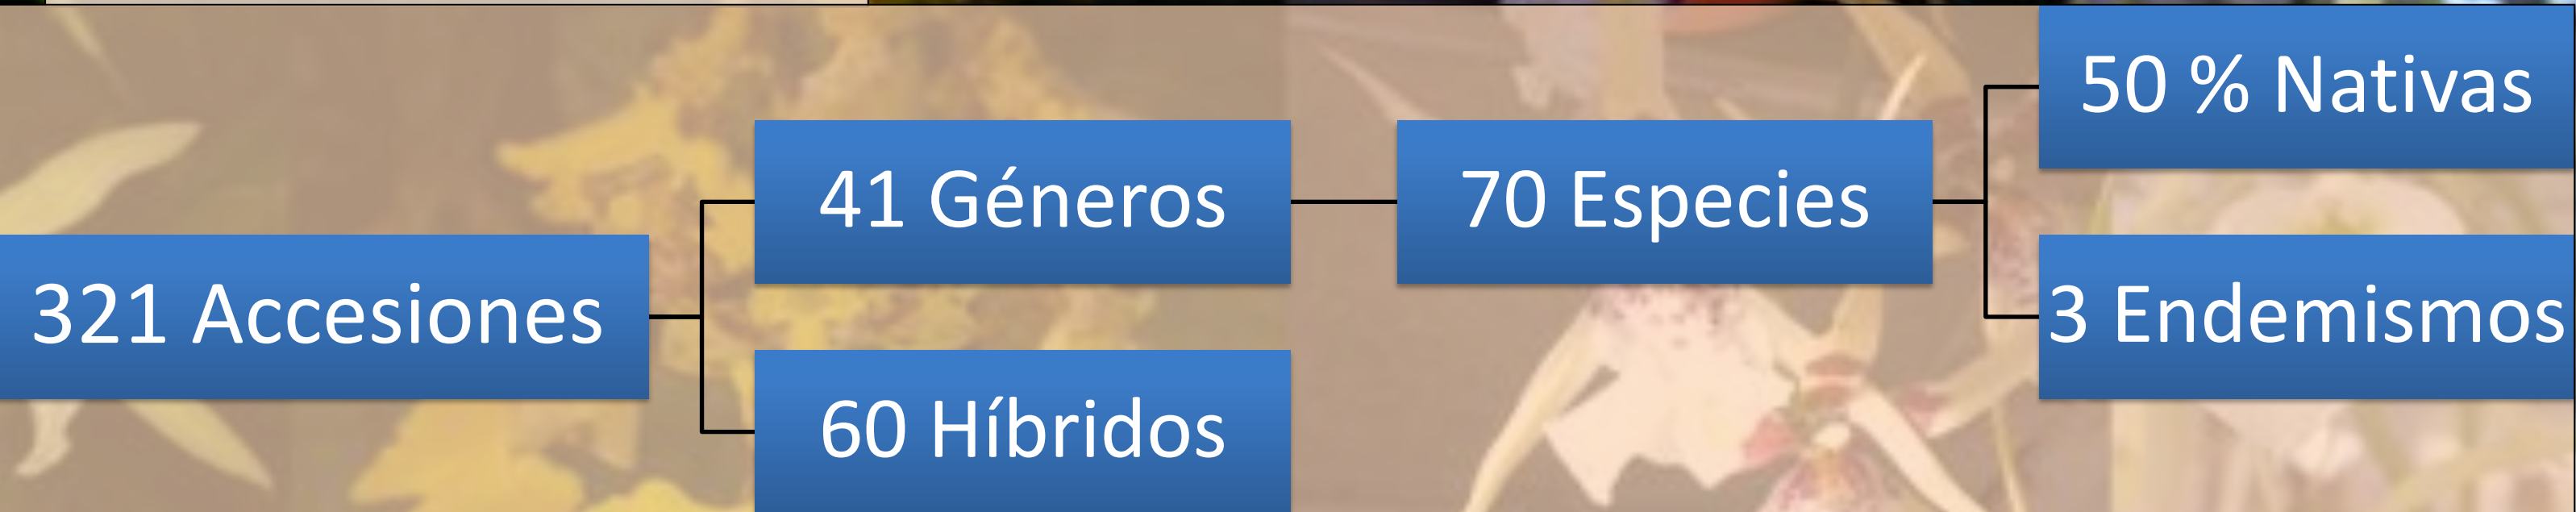 321 Accesiones
41 Géneros
60 Híbridos
70 Especies
50 % Nativas
3 Endemismos